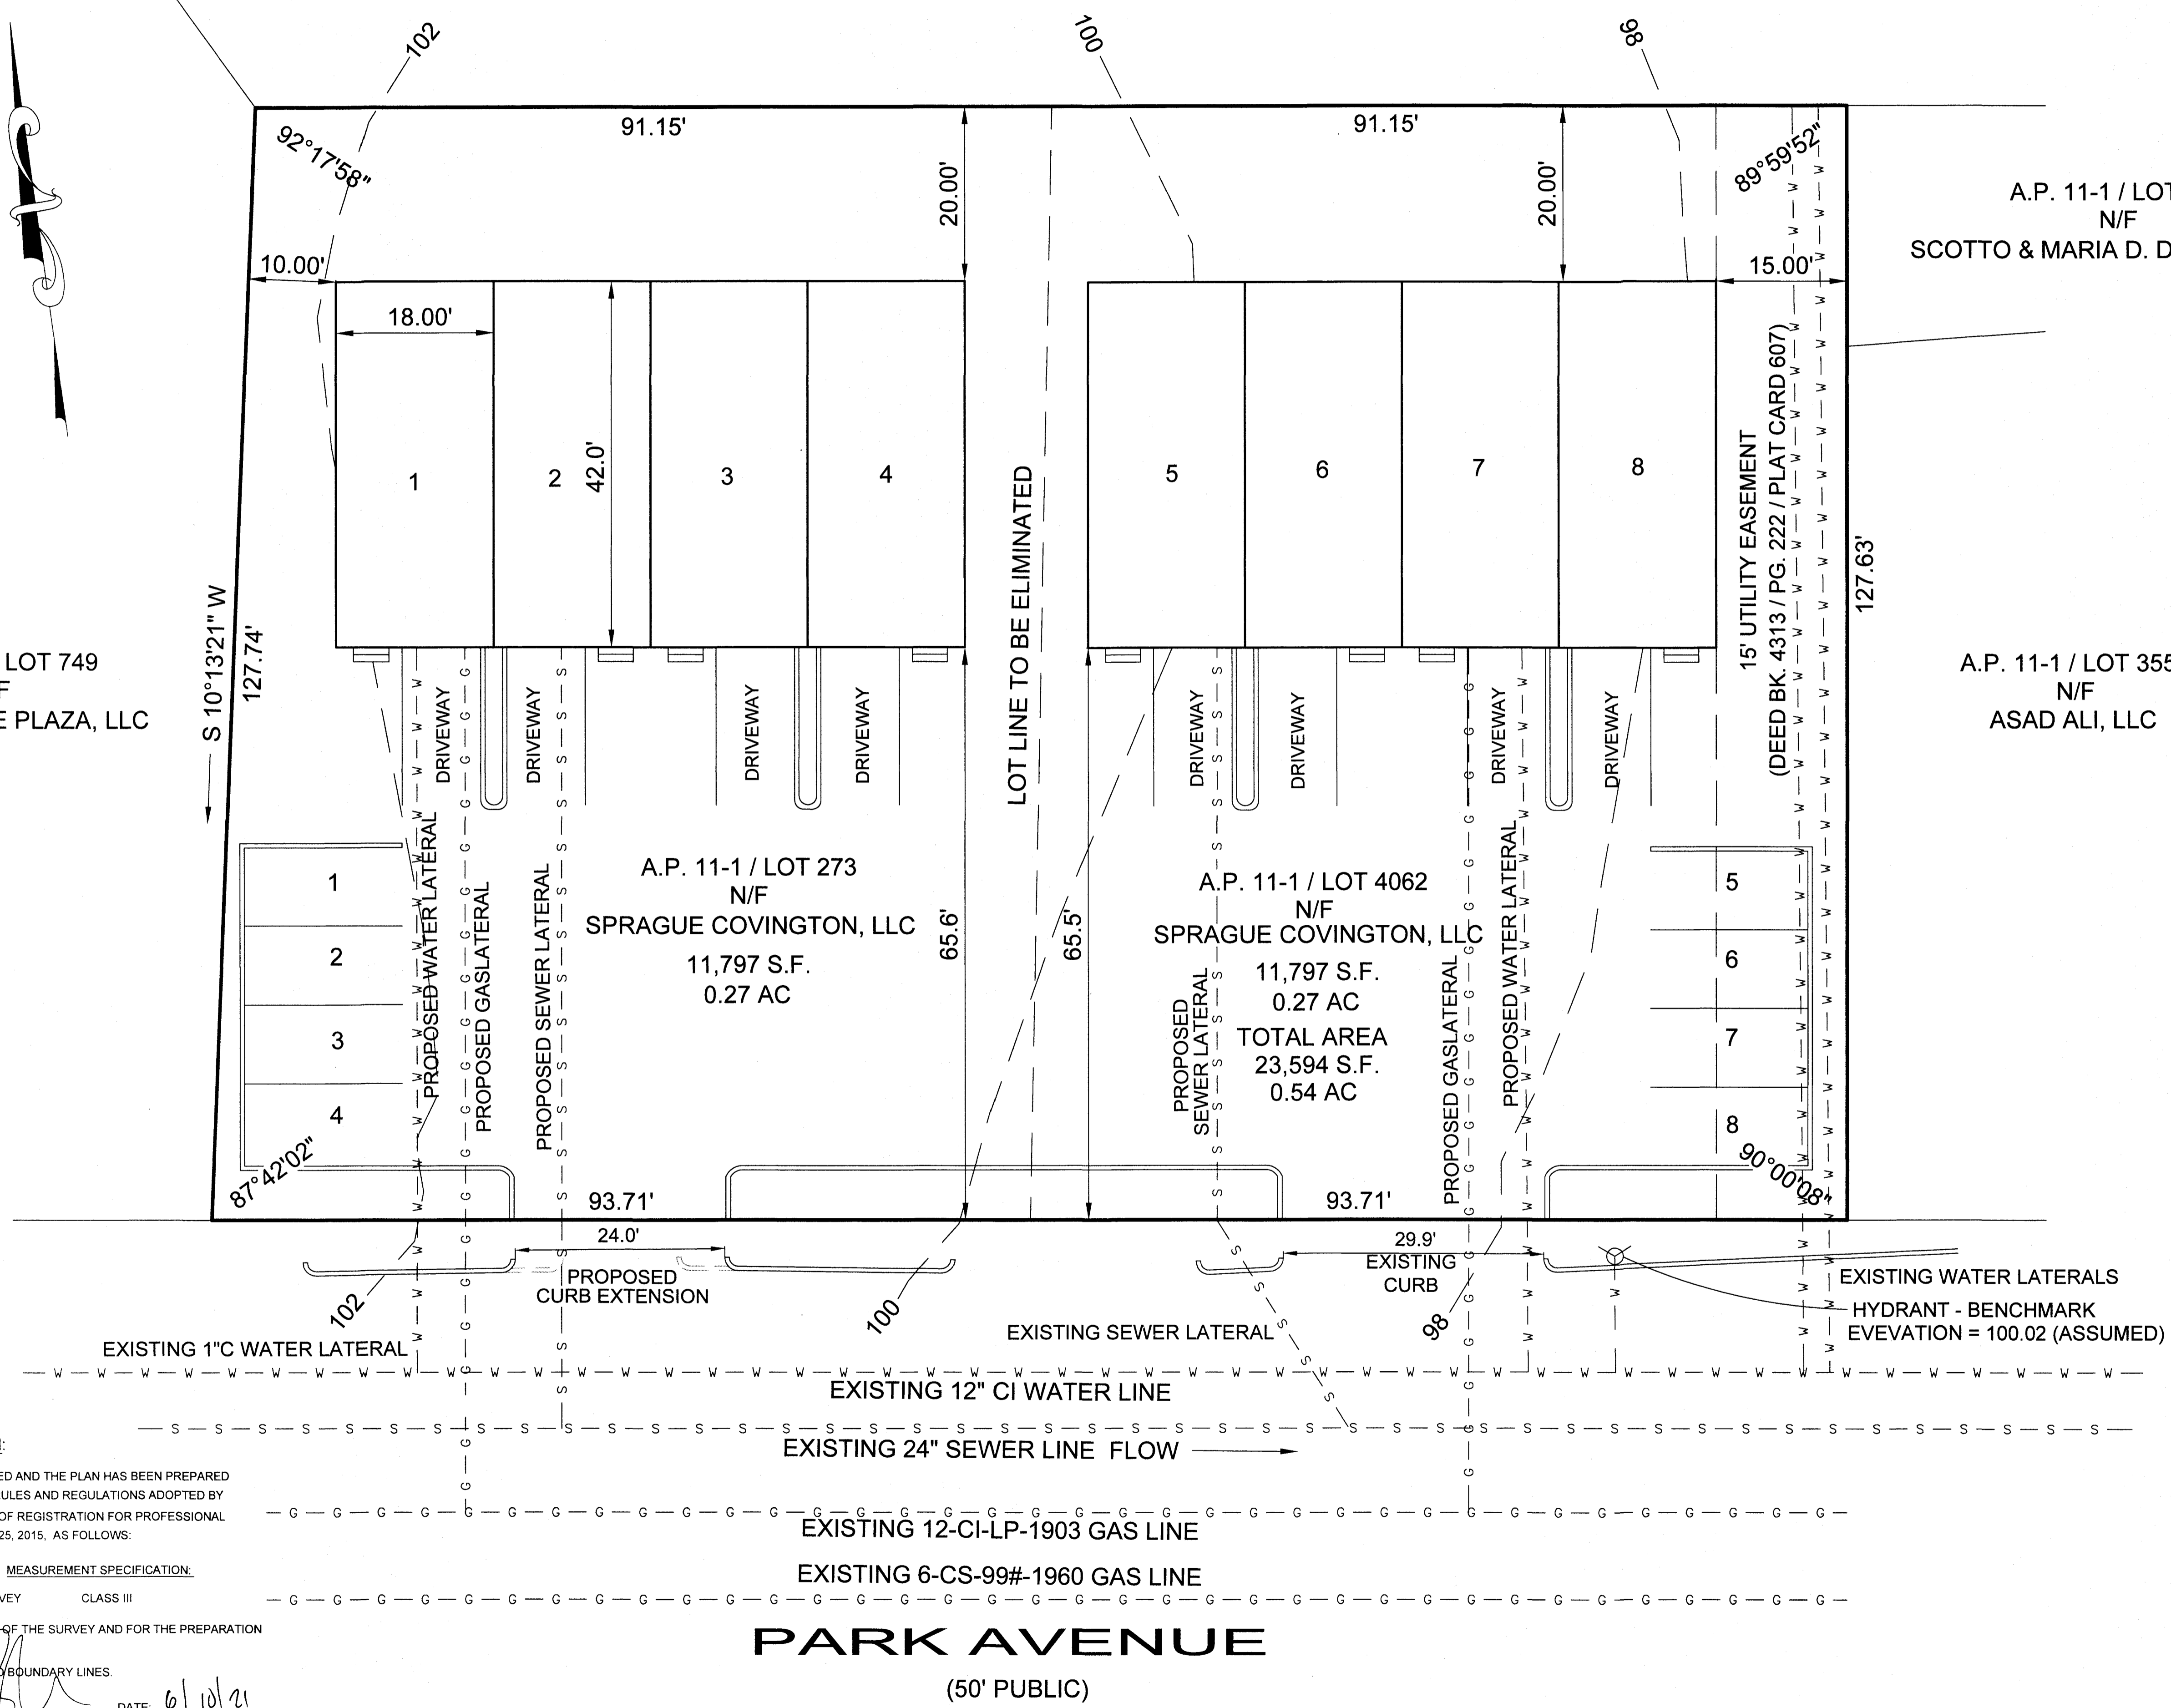 102
100
98
91.15'
91.15'
92°17'58"
89°59'52"
20.00'
20.00'
A.P. 11-1 / LOT
N/F
SCOTTO & MARIA D. D
10.00'
15.00'
18.00'
42.0'
1
2
3
4
5
6
7
8
LOT LINE TO BE ELIMINATED
15' UTILITY EASEMENT
(DEED BK. 4313 / PG. 222 / PLAT CARD 607)
127.63'
S 10°13'21" W
127.74'
LOT 749
E PLAZA, LLC
A.P. 11-1 / LOT 355
N/F
ASAD ALI, LLC
DRIVEWAY
DRIVEWAY
DRIVEWAY
DRIVEWAY
DRIVEWAY
DRIVEWAY
DRIVEWAY
DRIVEWAY
1
2
3
4
PROPOSED WATER LATERAL
PROPOSED GASLATERAL
PROPOSED SEWER LATERAL
A.P. 11-1 / LOT 273
N/F
SPRAGUE COVINGTON, LLC
11,797 S.F.
0.27 AC
65.6'
65.5'
A.P. 11-1 / LOT 4062
N/F
SPRAGUE COVINGTON, LLC
11,797 S.F.
0.27 AC
TOTAL AREA
23,594 S.F.
0.54 AC
PROPOSED
SEWER LATERAL
PROPOSED GASLATERAL
PROPOSED WATER LATERAL
5
6
7
8
87°42'02"
90°00'08"
93.71'
93.71'
24.0'
29.9'
PROPOSED
CURB EXTENSION
EXISTING
CURB
102
100
98
EXISTING WATER LATERALS
HYDRANT - BENCHMARK
EVEVATION = 100.02 (ASSUMED)
EXISTING 1"C WATER LATERAL
EXISTING SEWER LATERAL
EXISTING 12" CI WATER LINE
EXISTING 24" SEWER LINE FLOW
EXISTING 12-CI-LP-1903 GAS LINE
EXISTING 6-CS-99#-1960 GAS LINE
PARK AVENUE
(50' PUBLIC)
ED AND THE PLAN HAS BEEN PREPARED
ULES AND REGULATIONS ADOPTED BY
OF REGISTRATION FOR PROFESSIONAL
25, 2015, AS FOLLOWS:
MEASUREMENT SPECIFICATION:
VEY CLASS III
OF THE SURVEY AND FOR THE PREPARATION
BOUNDARY LINES.
DATE: 6/10/21